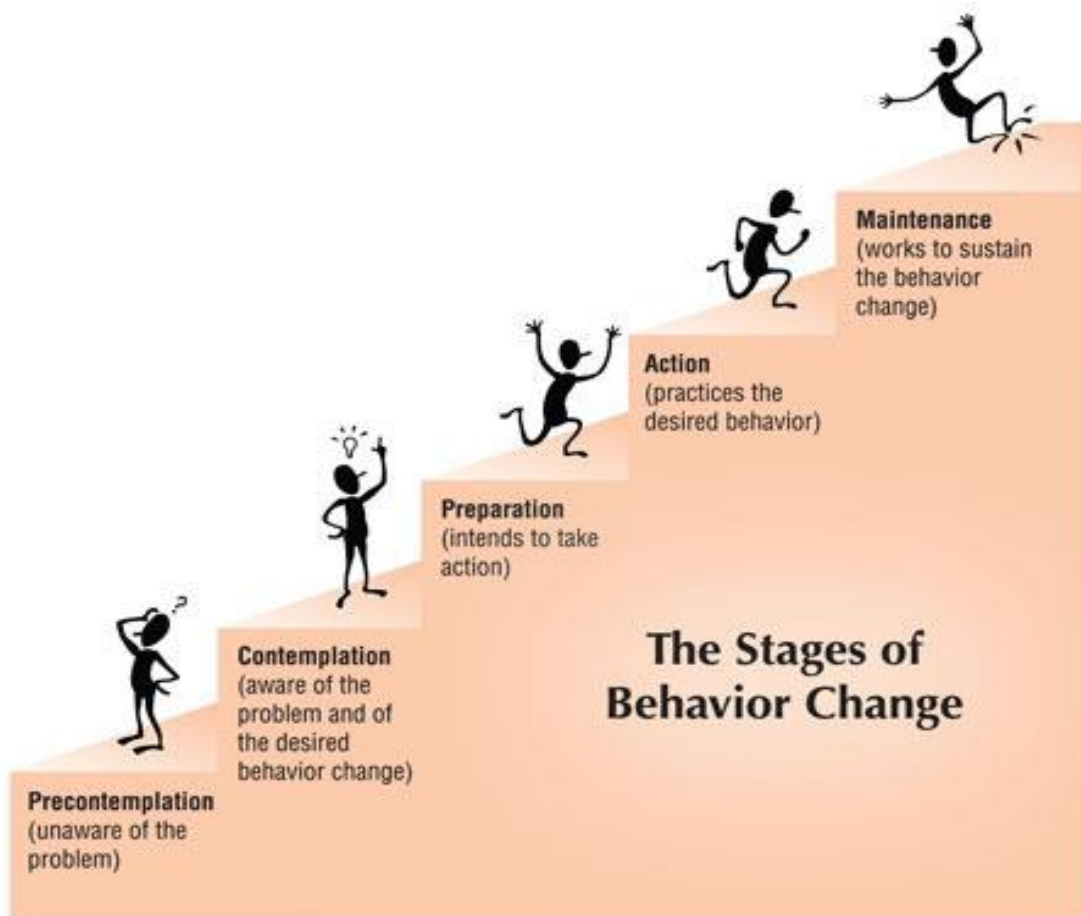 Maintenance
(works to sustain
the behavior
change)
Action
(practices the
desired behavior)
Preparation
(intends to take
action)
Contemplation
(aware of the
problem and of
the desired
behavior change)
Precontemplation
(unaware of the
problem)
The Stages of
Behavior Change
?